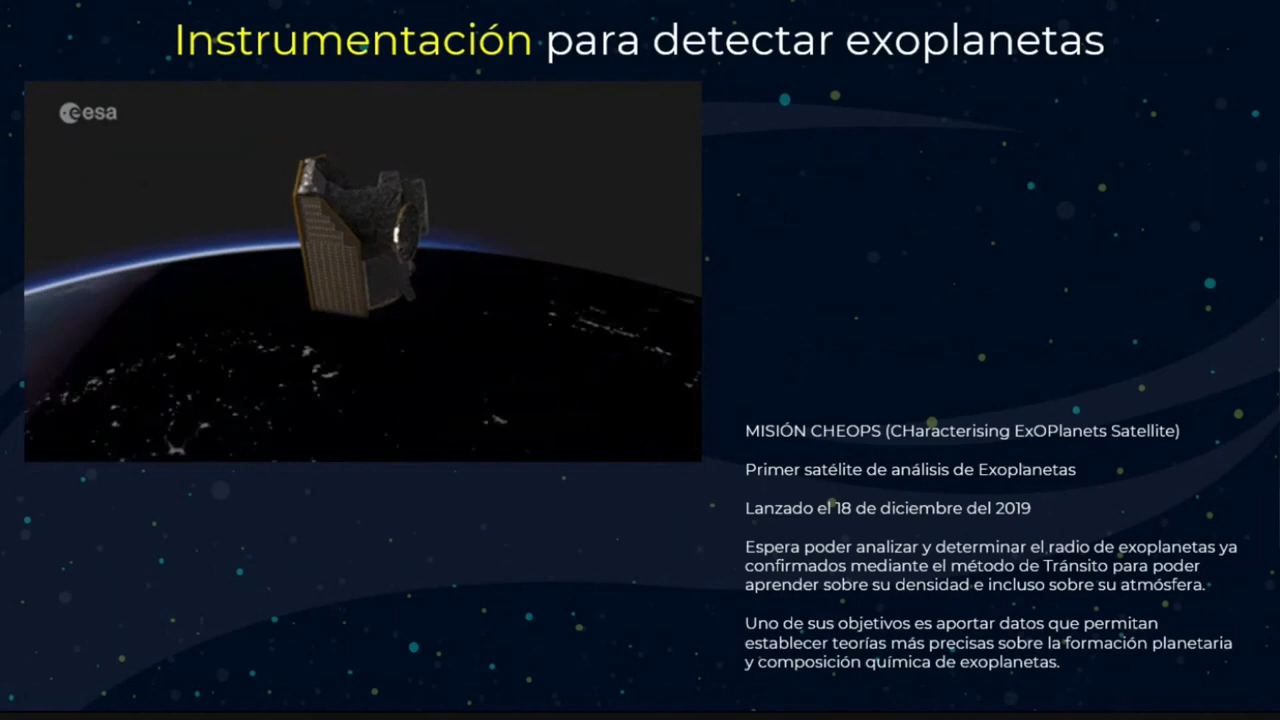 Instrumentación para detectar exoplanetas
esa
MISIÓN CHEOPS (CHaracterising ExOPlanets Satellite)
Primer satélite de análisis de Exoplanetas
Lanzado el 18 de diciembre del 2019
Espera poder analizar y determinar el radio de exoplanetas ya
confirmados mediante el método de Tránsito para poder
aprender sobre su densidad e incluso sobre su atmósfera.
Uno de sus objetivos es aportar datos que permitan
establecer teorías más precisas sobre la formación planetaria
y composición química de exoplanetas.